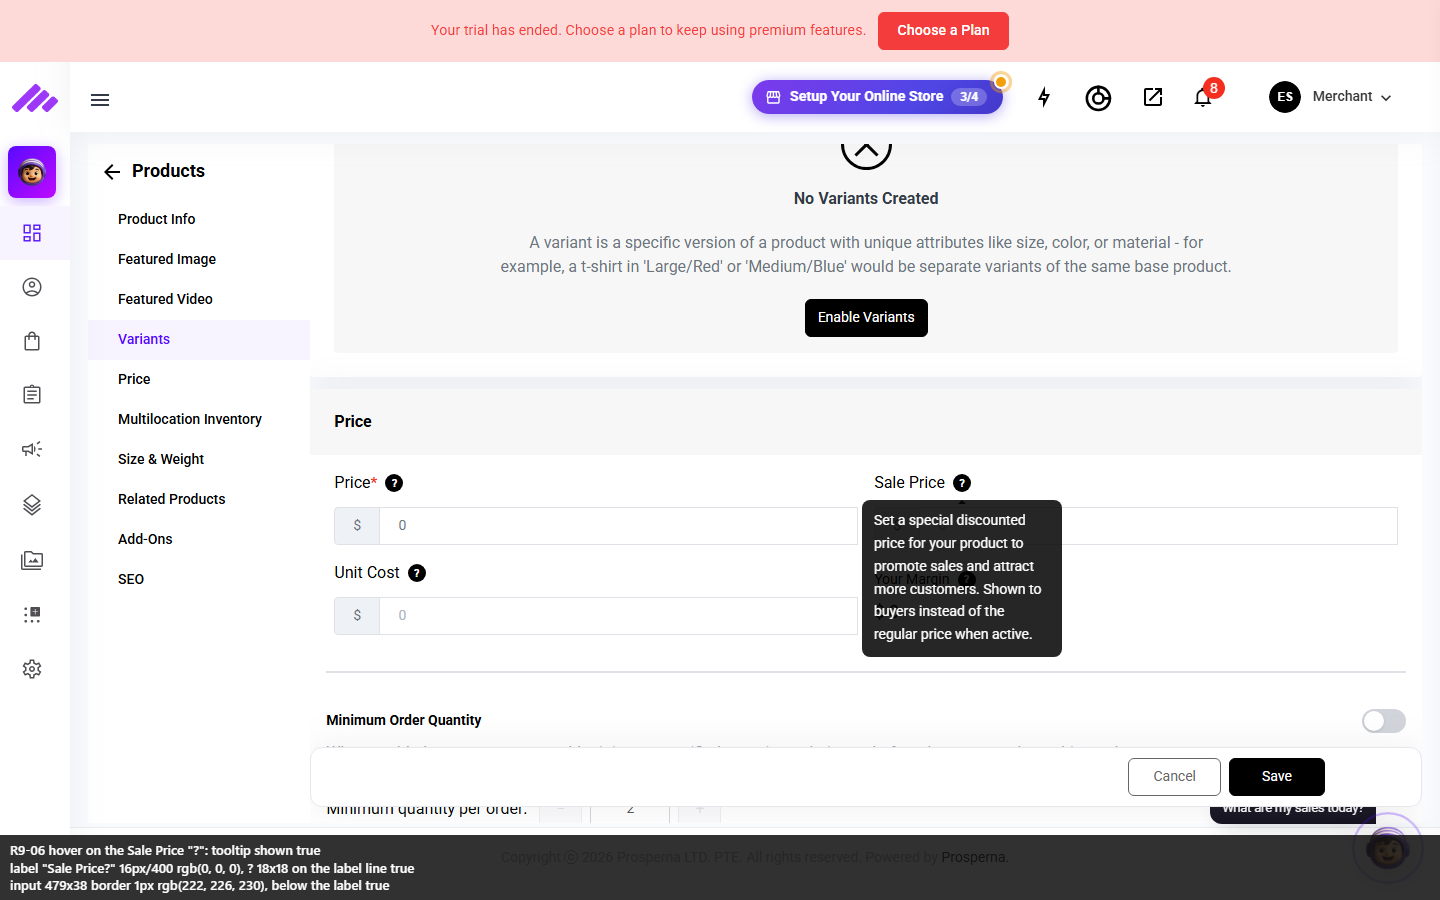 Your trial has ended. Choose a plan to keep using premium features.
Choose a Plan
Setup Your Online Store 3/4
8
ES
Merchant
Products
Product Info
Featured Image
Featured Video
Variants
Price
Multilocation Inventory
Size & Weight
Related Products
Add-Ons
SEO
No Variants Created
A variant is a specific version of a product with unique attributes like size, color, or material - for
example, a t-shirt in 'Large/Red' or 'Medium/Blue' would be separate variants of the same base product.
Enable Variants
Price
Price* ?
$ 0
Sale Price ?
Set a special discounted
price for your product to
promote sales and attract
more customers. Shown to
buyers instead of the
regular price when active.
Your Margin ?
Unit Cost ?
$ 0
Minimum Order Quantity
Cancel
Save
Minimum quantity per order:
- 2 +
What are my sales today?
Copyright © 2026 Prosperna LTD. PTE. All rights reserved. Powered by Prosperna.
R9-06 hover on the Sale Price "?": tooltip shown true
label "Sale Price?" 16px/400 rgb(0, 0, 0), ? 18x18 on the label line true
input 479x38 border 1px rgb(222, 226, 230), below the label true